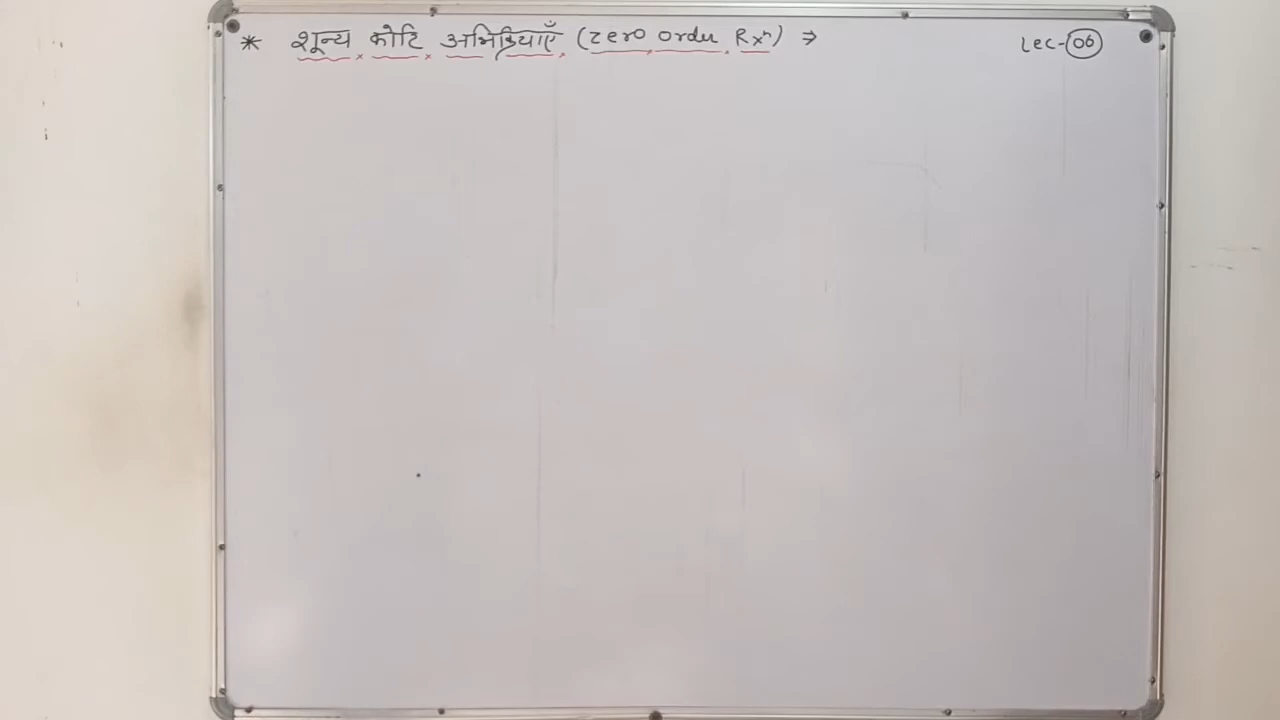 * शून्य कोटि अभिक्रियाएँ (zero order Rxⁿ) ⇒ Lec-06